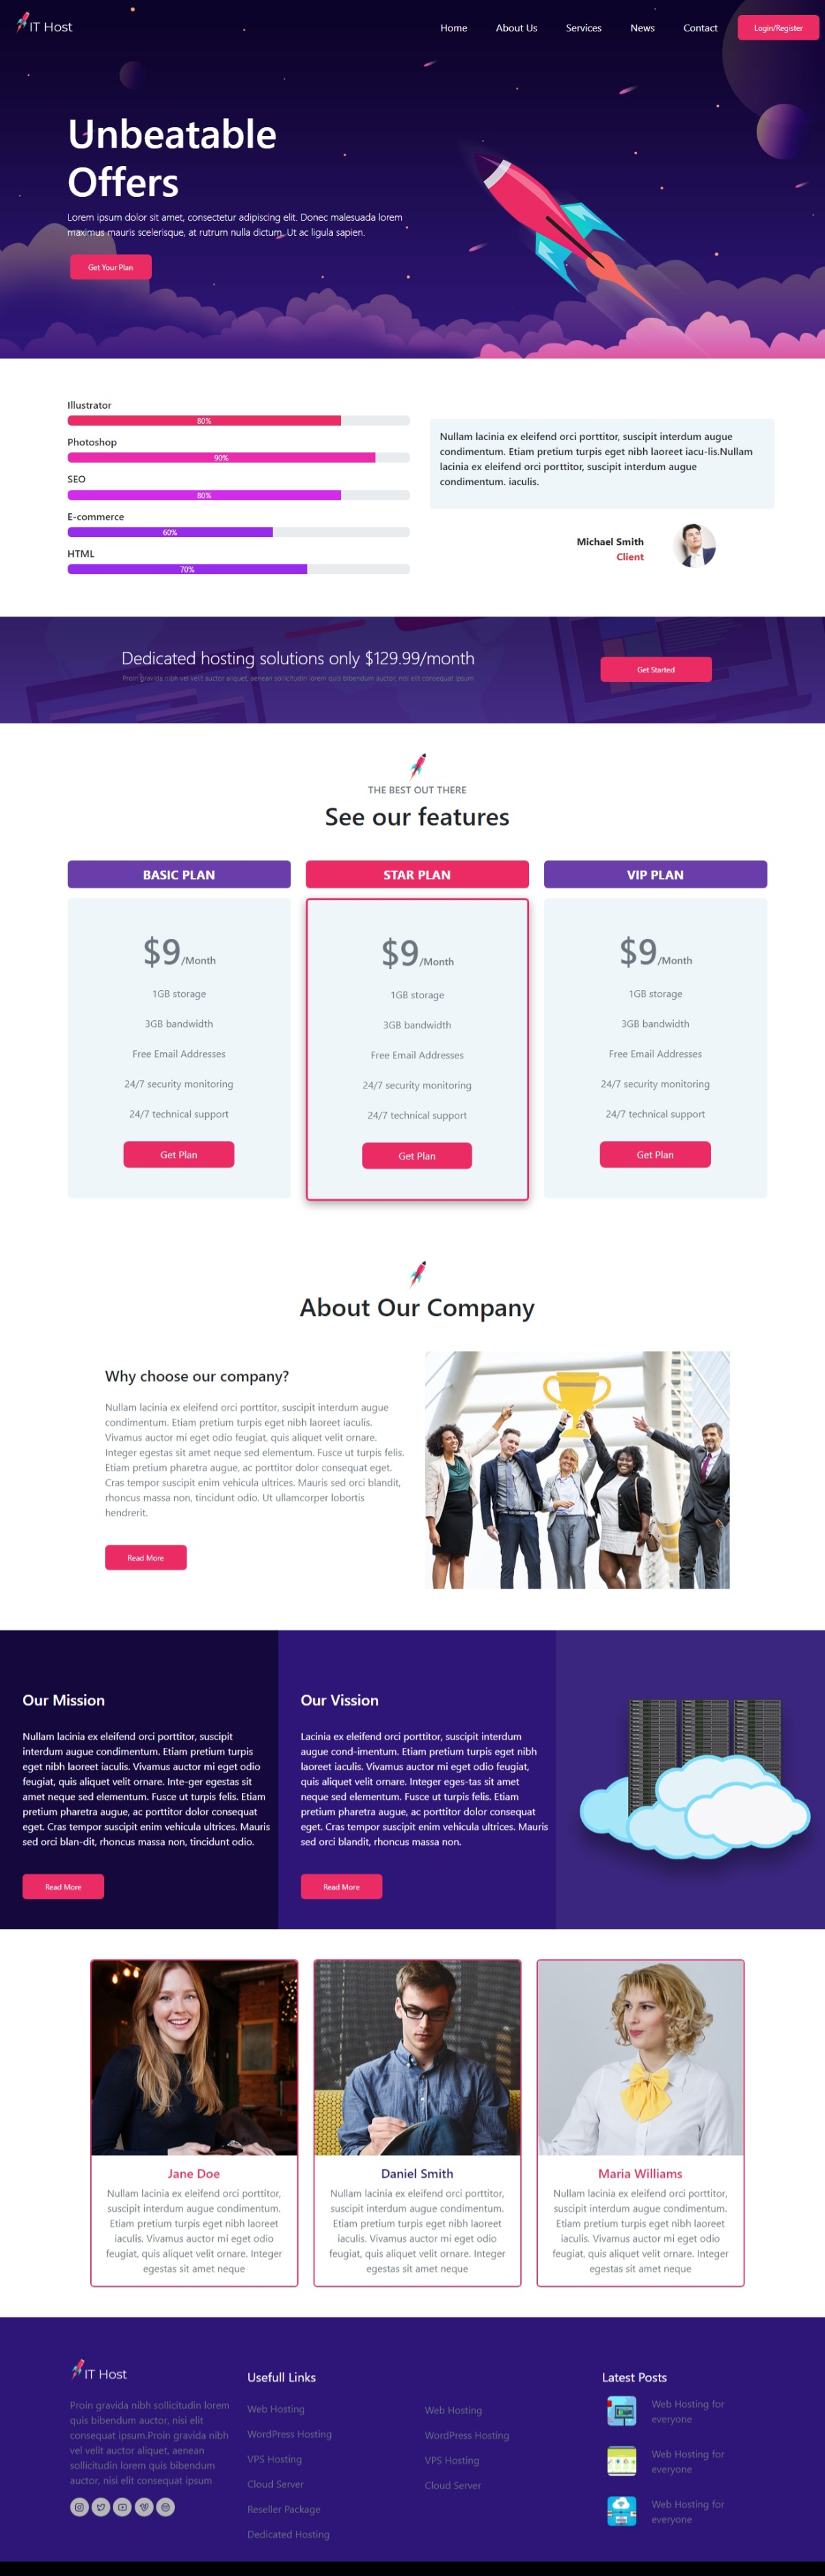 IT Host
Home
About Us
Services
News
Contact
Login/Register
Unbeatable
Offers
Lorem ipsum dolor sit amet, consectetur adipiscing elit. Donec malesuada lorem
maximus mauris scelerisque, at rutrum nulla dictum. Ut ac ligula sapien.
Get Your Plan
Illustrator
80%
Photoshop
90%
SEO
80%
E-commerce
60%
HTML
70%
Nullam lacinia ex eleifend orci porttitor, suscipit interdum augue
condimentum. Etiam pretium turpis eget nibh laoreet iacu-lis.Nullam
lacinia ex eleifend orci porttitor, suscipit interdum augue
condimentum. iaculis.
Michael Smith
Client
Dedicated hosting solutions only $129.99/month
Proin gravida nibh vel velit auctor aliquet, aenean sollicitudin lorem quis bibendum auctor, nisi elit consequat ipsum
Get Started
THE BEST OUT THERE
See our features
BASIC PLAN
$9/Month
1GB storage
3GB bandwidth
Free Email Addresses
24/7 security monitoring
24/7 technical support
Get Plan
STAR PLAN
$9/Month
1GB storage
3GB bandwidth
Free Email Addresses
24/7 security monitoring
24/7 technical support
Get Plan
VIP PLAN
$9/Month
1GB storage
3GB bandwidth
Free Email Addresses
24/7 security monitoring
24/7 technical support
Get Plan
About Our Company
Why choose our company?
Nullam lacinia ex eleifend orci porttitor, suscipit interdum augue
condimentum. Etiam pretium turpis eget nibh laoreet iaculis.
Vivamus auctor mi eget odio feugiat, quis aliquet velit ornare.
Integer egestas sit amet neque sed elementum. Fusce ut turpis felis.
Etiam pretium pharetra augue, ac porttitor dolor consequat eget.
Cras tempor suscipit enim vehicula ultrices. Mauris sed orci blandit,
rhoncus massa non, tincidunt odio. Ut ullamcorper lobortis
hendrerit.
Read More
Our Mission
Nullam lacinia ex eleifend orci porttitor, suscipit
interdum augue condimentum. Etiam pretium turpis
eget nibh laoreet iaculis. Vivamus auctor mi eget odio
feugiat, quis aliquet velit ornare. Inte-ger egestas sit
amet neque sed elementum. Fusce ut turpis felis. Etiam
pretium pharetra augue, ac porttitor dolor consequat
eget. Cras tempor suscipit enim vehicula ultrices. Mauris
sed orci blan-dit, rhoncus massa non, tincidunt odio.
Read More
Our Vission
Lacinia ex eleifend orci porttitor, suscipit interdum
augue cond-imentum. Etiam pretium turpis eget nibh
laoreet iaculis. Vivamus auctor mi eget odio feugiat,
quis aliquet velit ornare. Integer eges-tas sit amet
neque sed elementum. Fusce ut turpis felis. Etiam
pretium pharetra augue, ac porttitor dolor consequat
eget. Cras tempor suscipit enim vehicula ultrices. Mauris
sed orci blandit, rhoncus massa non.
Read More
Jane Doe
Nullam lacinia ex eleifend orci porttitor,
suscipit interdum augue condimentum.
Etiam pretium turpis eget nibh laoreet
iaculis. Vivamus auctor mi eget odio
feugiat, quis aliquet velit ornare. Integer
egestas sit amet neque
Daniel Smith
Nullam lacinia ex eleifend orci porttitor,
suscipit interdum augue condimentum.
Etiam pretium turpis eget nibh laoreet
iaculis. Vivamus auctor mi eget odio
feugiat, quis aliquet velit ornare. Integer
egestas sit amet neque
Maria Williams
Nullam lacinia ex eleifend orci porttitor,
suscipit interdum augue condimentum.
Etiam pretium turpis eget nibh laoreet
iaculis. Vivamus auctor mi eget odio
feugiat, quis aliquet velit ornare. Integer
egestas sit amet neque
IT Host
Proin gravida nibh sollicitudin lorem
quis bibendum auctor, nisi elit
consequat ipsum.Proin gravida nibh
vel velit auctor aliquet, aenean
sollicitudin lorem quis bibendum
auctor, nisi elit consequat ipsum
Usefull Links
Web Hosting
WordPress Hosting
VPS Hosting
Cloud Server
Reseller Package
Dedicated Hosting
Web Hosting
WordPress Hosting
VPS Hosting
Cloud Server
Latest Posts
Web Hosting for
everyone
Web Hosting for
everyone
Web Hosting for
everyone